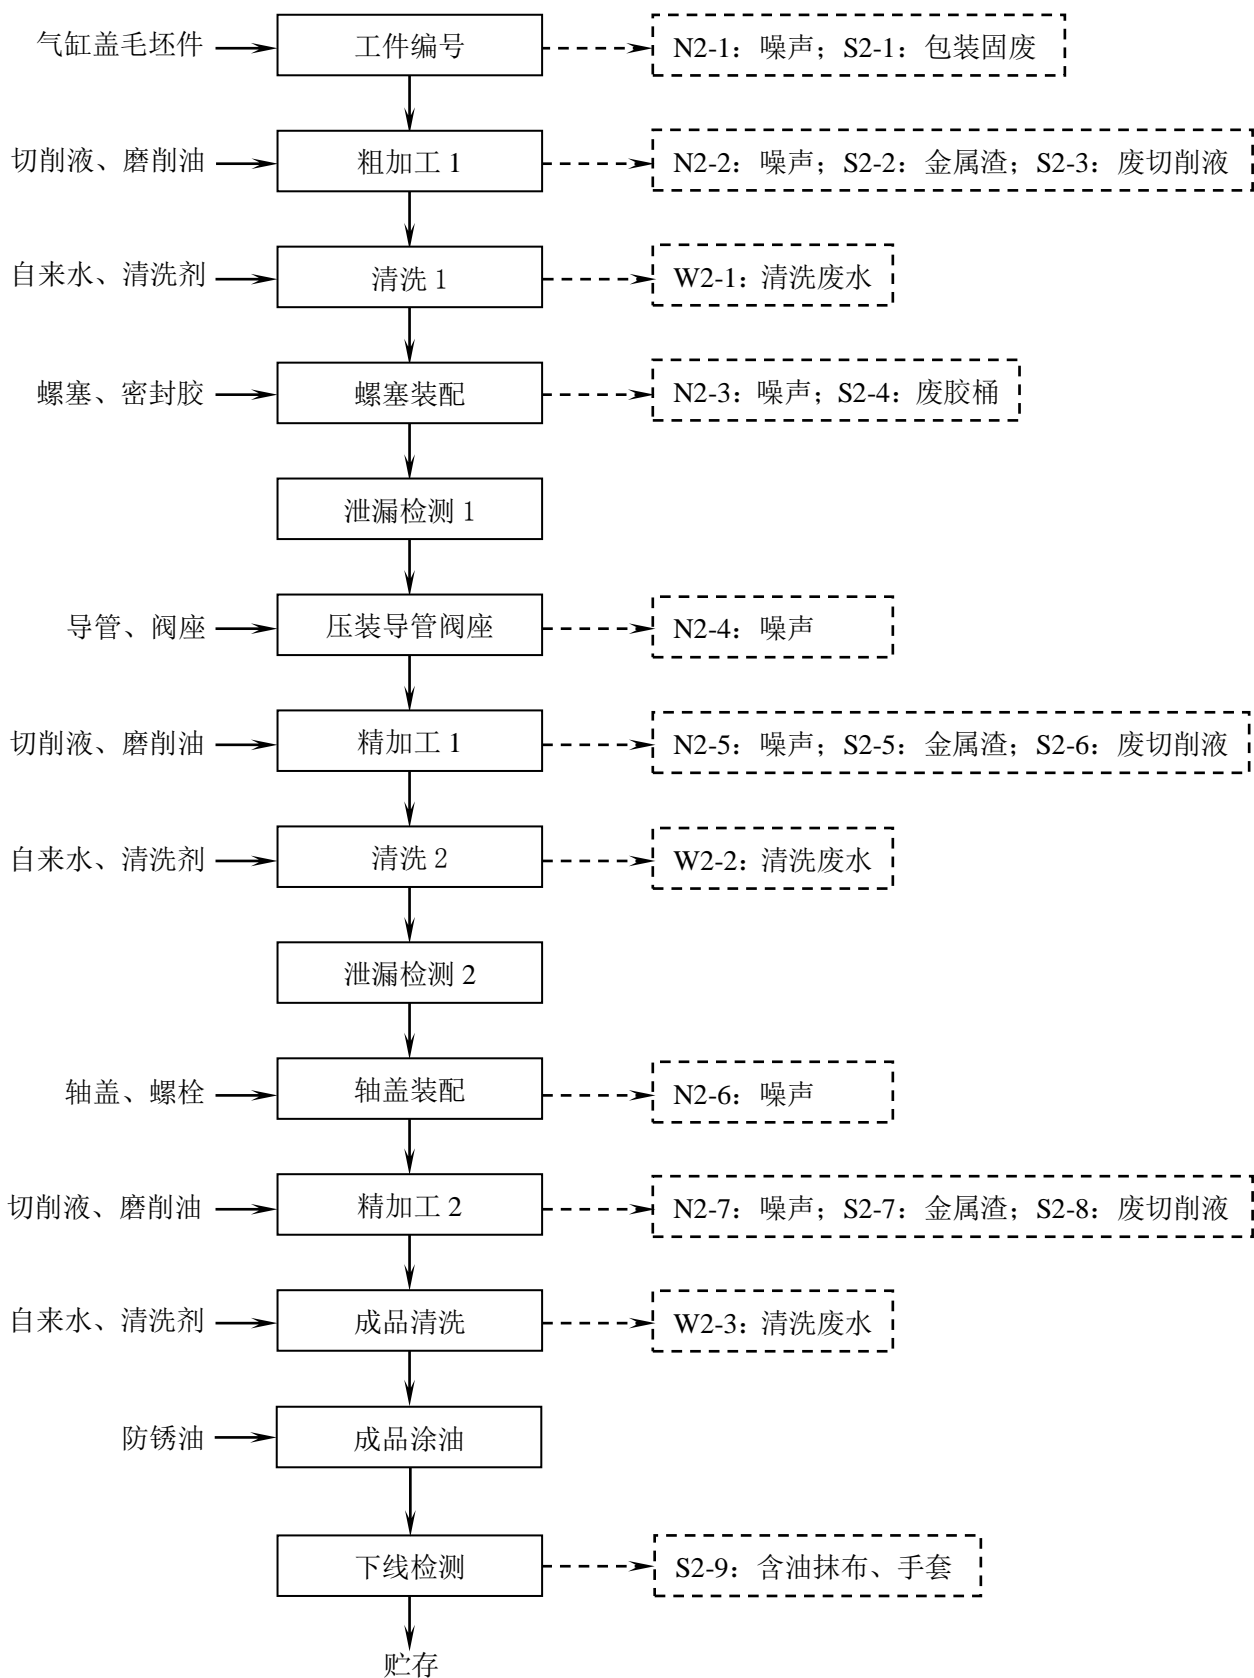 气缸盖毛坯件 工件编号 N2-1：噪声；S2-1：包装固废
切削液、磨削油 粗加工 1 N2-2：噪声；S2-2：金属渣；S2-3：废切削液
自来水、清洗剂 清洗 1 W2-1：清洗废水
螺塞、密封胶 螺塞装配 N2-3：噪声；S2-4：废胶桶
泄漏检测 1
导管、阀座 压装导管阀座 N2-4：噪声
切削液、磨削油 精加工 1 N2-5：噪声；S2-5：金属渣；S2-6：废切削液
自来水、清洗剂 清洗 2 W2-2：清洗废水
泄漏检测 2
轴盖、螺栓 轴盖装配 N2-6：噪声
切削液、磨削油 精加工 2 N2-7：噪声；S2-7：金属渣；S2-8：废切削液
自来水、清洗剂 成品清洗 W2-3：清洗废水
防锈油 成品涂油
下线检测 S2-9：含油抹布、手套
贮存